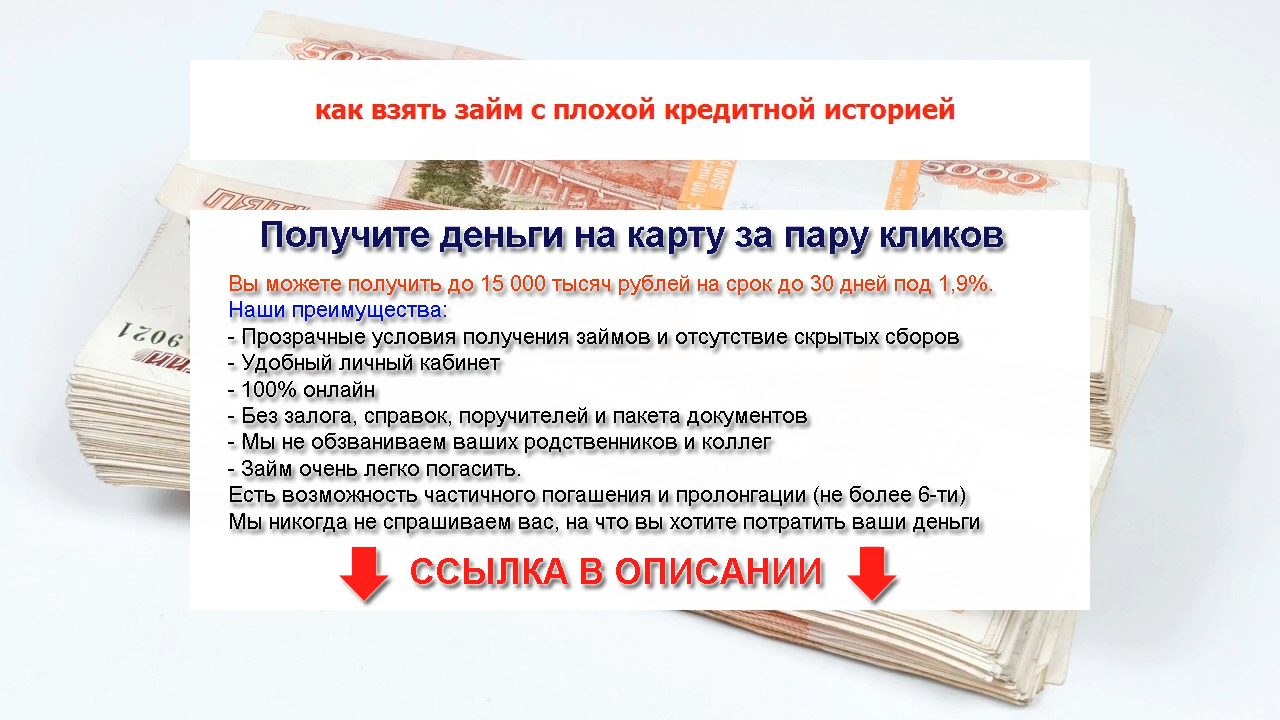 как взять займ с плохой кредитной историей
5000
ПЯТЬ
5000
Получите деньги на карту за пару кликов
Вы можете получить до 15 000 тысяч рублей на срок до 30 дней под 1,9%.
Наши преимущества:
- Прозрачные условия получения займов и отсутствие скрытых сборов
- Удобный личный кабинет
- 100% онлайн
- Без залога, справок, поручителей и пакета документов
- Мы не обзваниваем ваших родственников и коллег
- Займ очень легко погасить.
Есть возможность частичного погашения и пролонгации (не более 6-ти)
Мы никогда не спрашиваем вас, на что вы хотите потратить ваши деньги
ССЫЛКА В ОПИСАНИИ